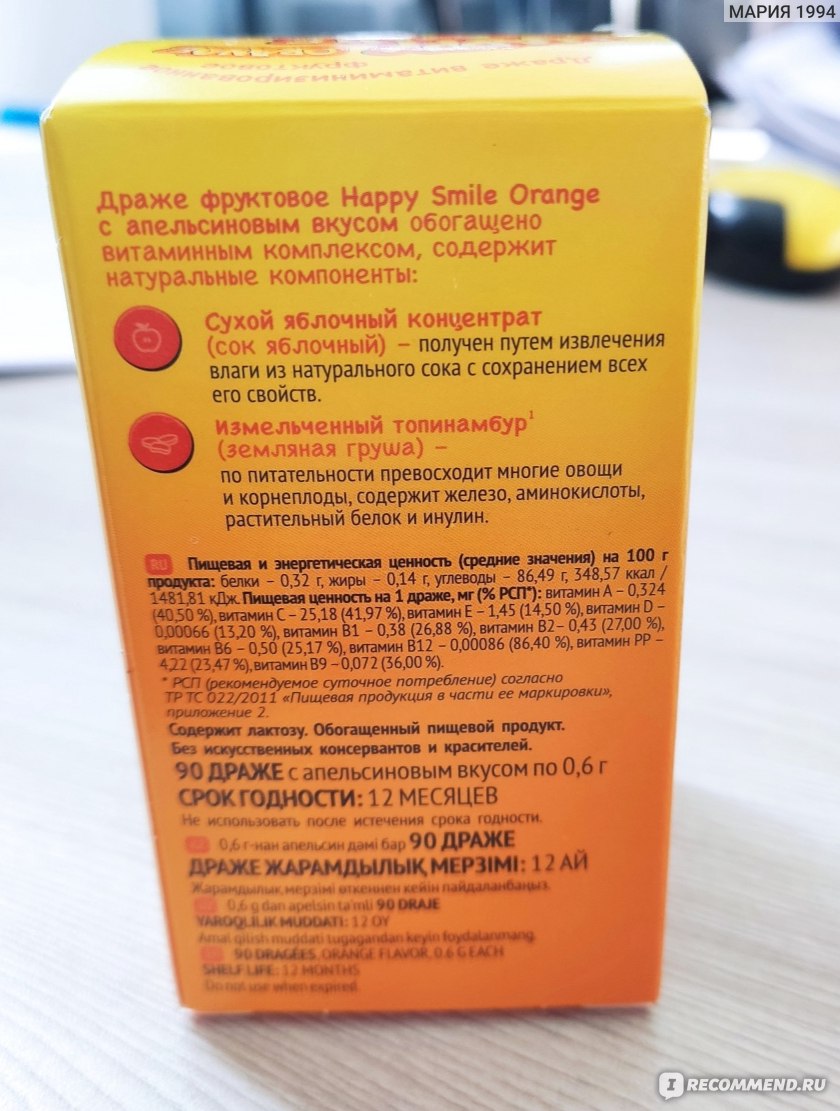 МАРИЯ 1994
Драже витаминизированное
фруктовое
Драже фруктовое Happy Smile Orange
с апельсиновым вкусом обогащено
витаминным комплексом, содержит
натуральные компоненты:
Сухой яблочный концентрат
(сок яблочный) – получен путем извлечения
влаги из натурального сока с сохранением всех
его свойств.
Измельченный топинамбур¹
(земляная груша) –
по питательности превосходит многие овощи
и корнеплоды, содержит железо, аминокислоты,
растительный белок и инулин.
RU Пищевая и энергетическая ценность (средние значения) на 100 г
продукта: белки – 0,32 г, жиры – 0,14 г, углеводы – 86,49 г, 348,57 ккал /
1481,81 кДж. Пищевая ценность на 1 драже, мг (% РСП*): витамин А – 0,324
(40,50 %), витамин С – 25,18 (41,97 %), витамин Е – 1,45 (14,50 %), витамин D –
0,00066 (13,20 %), витамин В1 – 0,38 (26,88 %), витамин В2– 0,43 (27,00 %),
витамин В6 – 0,50 (25,17 %), витамин В12 – 0,00086 (86,40 %), витамин РР –
4,22 (23,47 %), витамин В9 – 0,072 (36,00 %).
* РСП (рекомендуемое суточное потребление) согласно
ТР ТС 022/2011 «Пищевая продукция в части ее маркировки»,
приложение 2.
Содержит лактозу. Обогащенный пищевой продукт.
Без искусственных консервантов и красителей.
90 ДРАЖЕ с апельсиновым вкусом по 0,6 г
СРОК ГОДНОСТИ: 12 МЕСЯЦЕВ
Не использовать после истечения срока годности.
0,6 г-нан апельсин дәмі бар 90 ДРАЖЕ
ДРАЖЕ ЖАРАМДЫЛЫҚ МЕРЗІМІ: 12 АЙ
Жарамдылық мерзімі өткеннен кейін пайдаланбаңыз.
0,6 g dan apelsin ta'mli 90 DRAJE
YAROQLILIK MUDDATI: 12 OY
Amal qilish muddati tugagandan keyin foydalanmang.
90 DRAGÉES, ORANGE FLAVOR, 0.6 G EACH
SHELF LIFE: 12 MONTHS
Do not use when expired.
IRECOMMEND.RU